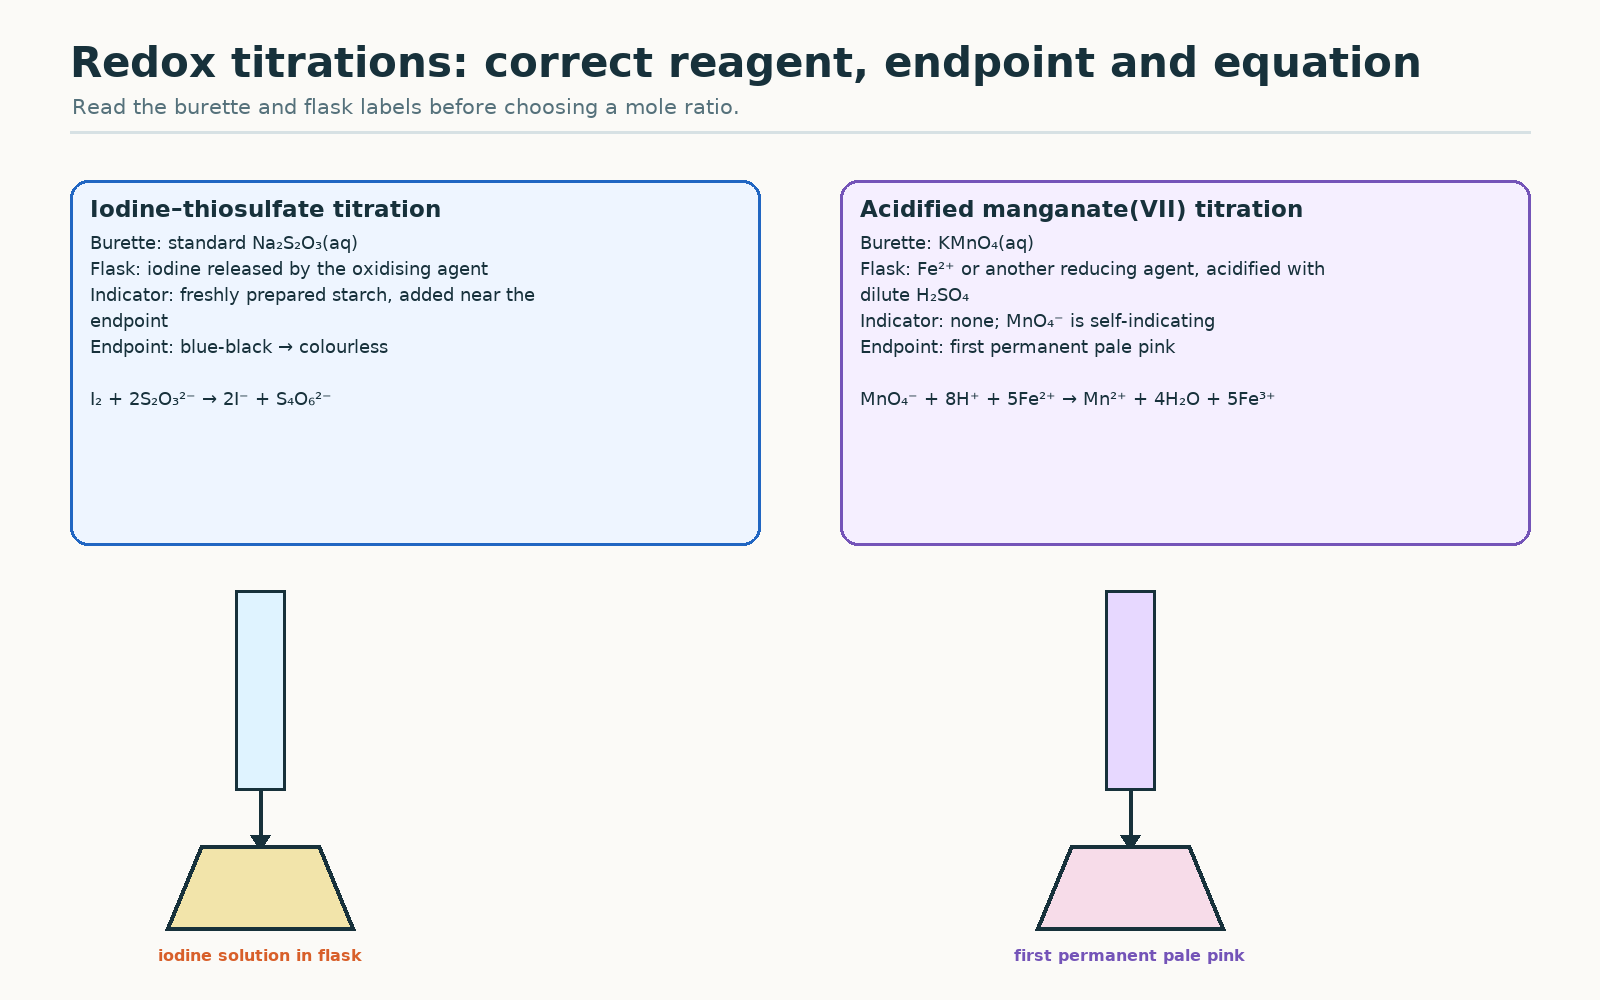 Redox titrations: correct reagent, endpoint and equation
Read the burette and flask labels before choosing a mole ratio.
Iodine–thiosulfate titration
Burette: standard Na₂S₂O₃(aq)
Flask: iodine released by the oxidising agent
Indicator: freshly prepared starch, added near the
endpoint
Endpoint: blue-black → colourless
I₂ + 2S₂O₃²⁻ → 2I⁻ + S₄O₆²⁻
Acidified manganate(VII) titration
Burette: KMnO₄(aq)
Flask: Fe²⁺ or another reducing agent, acidified with
dilute H₂SO₄
Indicator: none; MnO₄⁻ is self-indicating
Endpoint: first permanent pale pink
MnO₄⁻ + 8H⁺ + 5Fe²⁺ → Mn²⁺ + 4H₂O + 5Fe³⁺
iodine solution in flask
first permanent pale pink